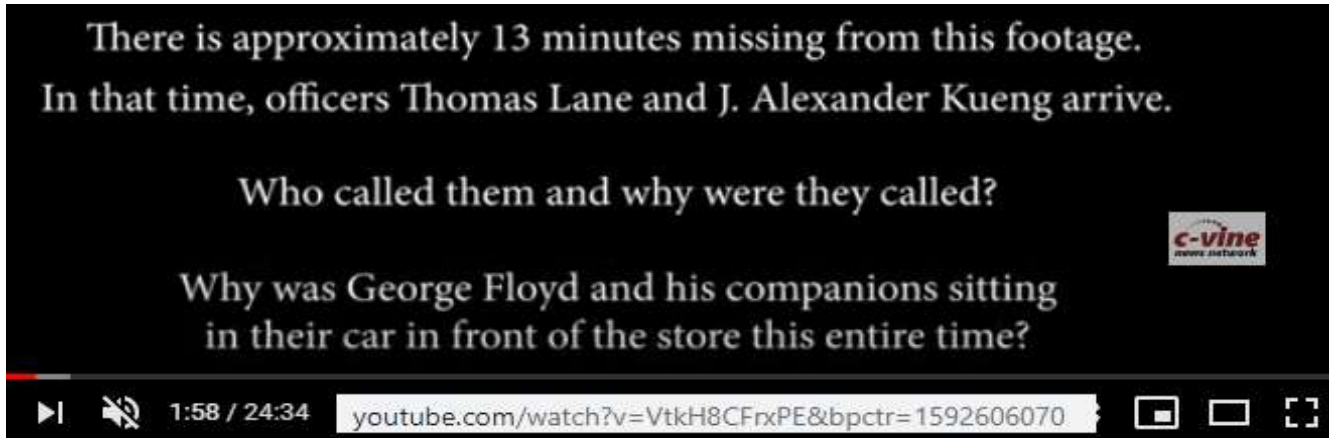 There is approximately 13 minutes missing from this footage.
In that time, officers Thomas Lane and J. Alexander Kueng arrive.
Who called them and why were they called?
c-vine
news network
Why was George Floyd and his companions sitting
in their car in front of the store this entire time?
1:58 / 24:34
youtube.com/watch?v=VtkH8CFrxPE&bpctr=1592606070